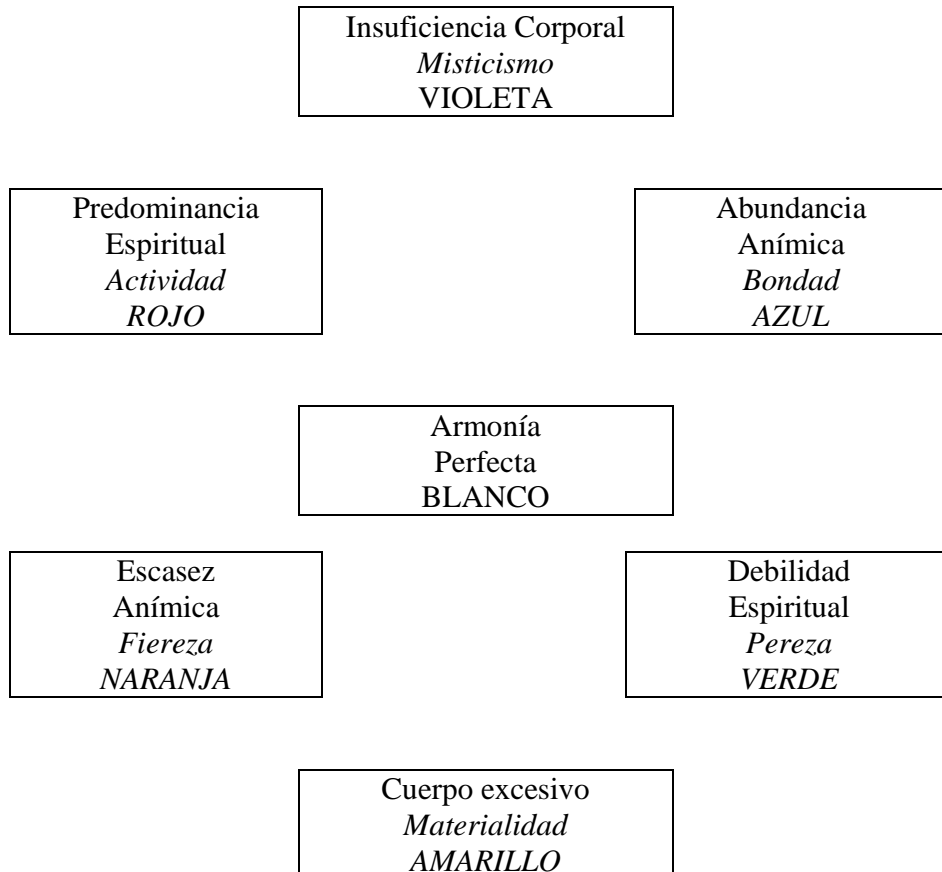 Insuficiencia Corporal
Misticismo
VIOLETA
Predominancia
Espiritual
Actividad
ROJO
Abundancia
Anímica
Bondad
AZUL
Armonía
Perfecta
BLANCO
Escasez
Anímica
Fiereza
NARANJA
Debilidad
Espiritual
Pereza
VERDE
Cuerpo excesivo
Materialidad
AMARILLO